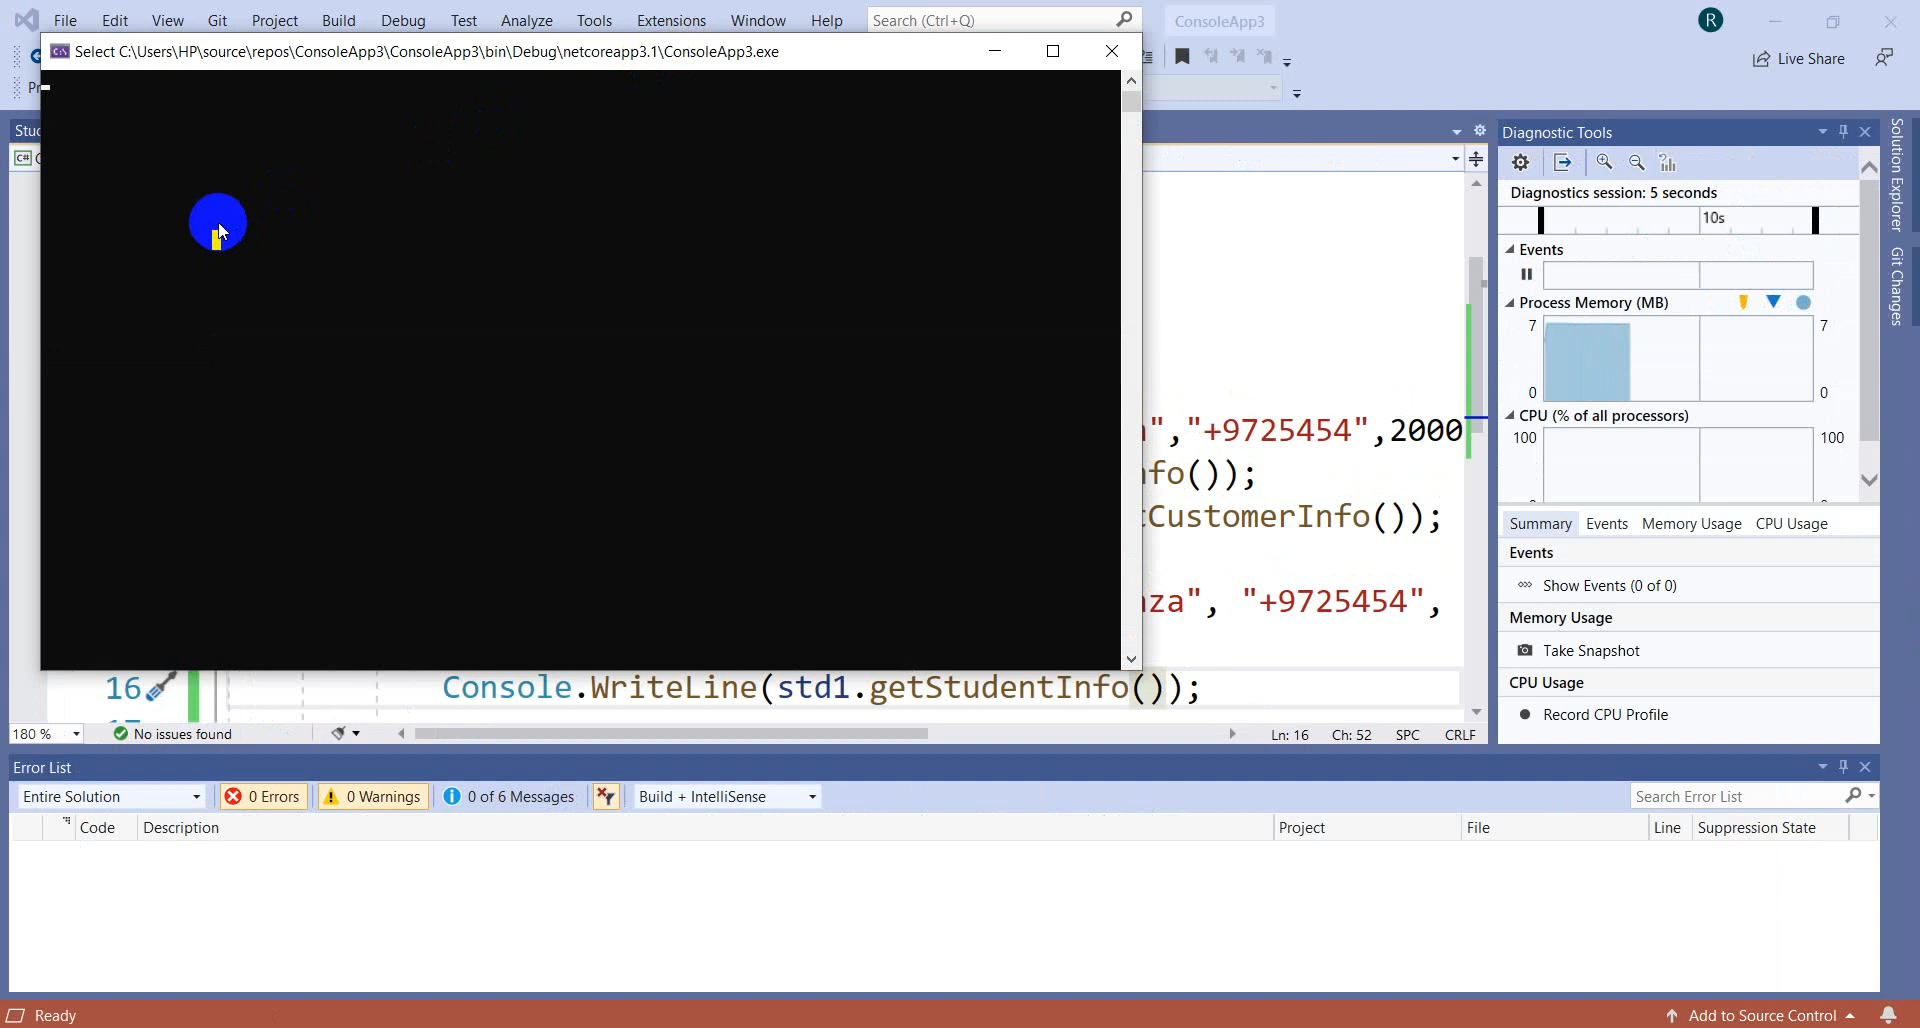 File Edit View Git Project Build Debug Test Analyze Tools Extensions Window Help Search (Ctrl+Q) ConsoleApp3 R
Select C:\Users\HP\source\repos\ConsoleApp3\ConsoleApp3\bin\Debug\netcoreapp3.1\ConsoleApp3.exe
Live Share
Diagnostic Tools
Diagnostics session: 5 seconds
10s
Events
Process Memory (MB)
7 7
0 0
CPU (% of all processors)
100 100
","+9725454",2000
fo());
CustomerInfo());
za", "+9725454",
16 Console.WriteLine(std1.getStudentInfo());
Summary Events Memory Usage CPU Usage
Events
Show Events (0 of 0)
Memory Usage
Take Snapshot
CPU Usage
Record CPU Profile
Solution Explorer
Git Changes
180 % No issues found Ln: 16 Ch: 52 SPC CRLF
Error List
Entire Solution 0 Errors 0 Warnings 0 of 6 Messages Build + IntelliSense Search Error List
Code Description Project File Line Suppression State
Ready Add to Source Control